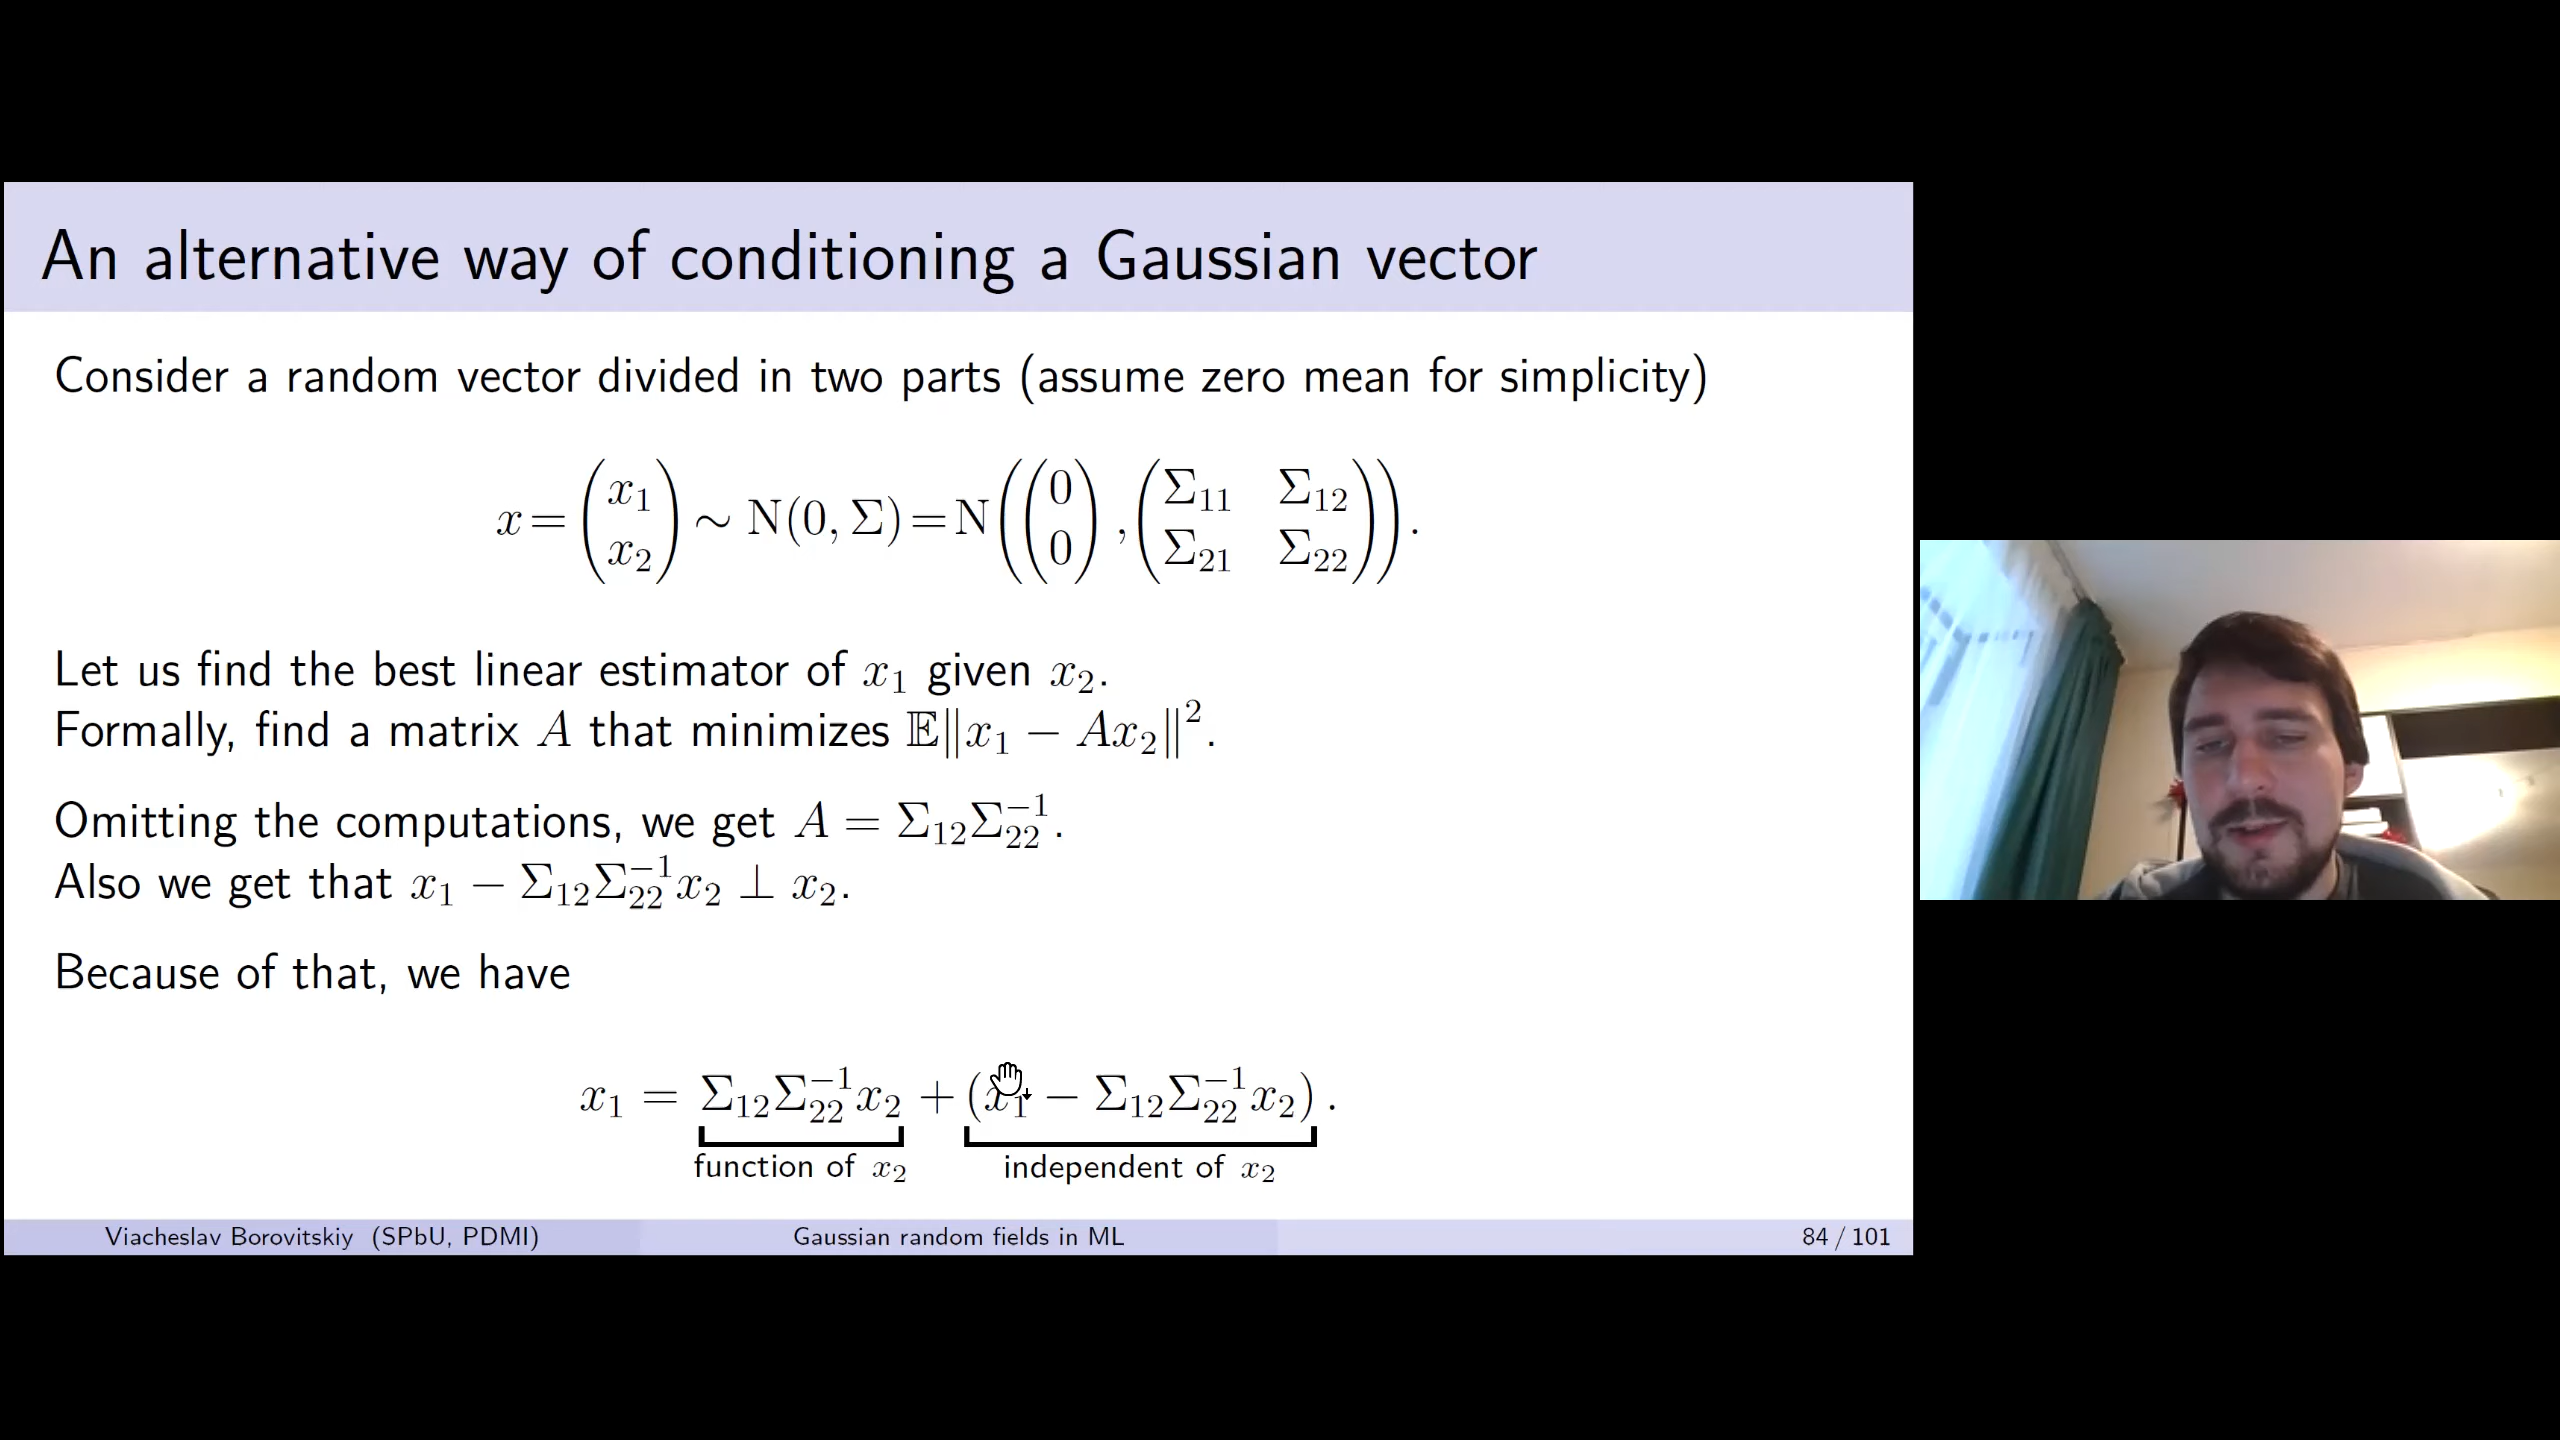 An alternative way of conditioning a Gaussian vector
Consider a random vector divided in two parts (assume zero mean for simplicity)
x = (x₁ x₂) ∼ N(0, Σ) = N((0 0), (Σ₁₁ Σ₁₂ Σ₂₁ Σ₂₂)).
Let us find the best linear estimator of x₁ given x₂.
Formally, find a matrix A that minimizes 𝔼‖x₁ − Ax₂‖².
Omitting the computations, we get A = Σ₁₂Σ₂₂⁻¹.
Also we get that x₁ − Σ₁₂Σ₂₂⁻¹x₂ ⊥ x₂.
Because of that, we have
x₁ = Σ₁₂Σ₂₂⁻¹x₂ + (x₁ − Σ₁₂Σ₂₂⁻¹x₂).
function of x₂ independent of x₂
Viacheslav Borovitskiy (SPbU, PDMI) Gaussian random fields in ML 84 / 101